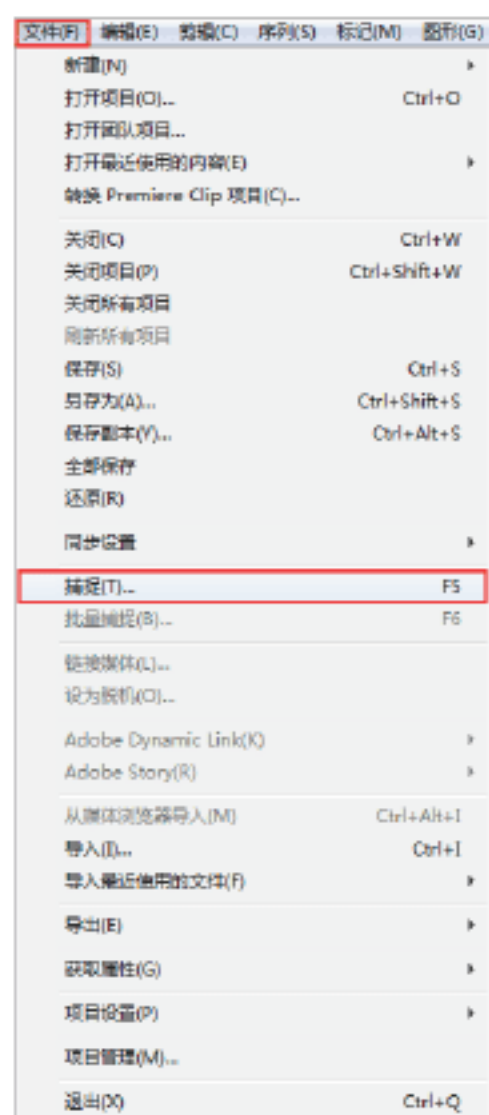 文件(F) 编辑(E) 剪辑(C) 序列(S) 标记(M) 图形(G)
新建(N)
打开项目(O)... Ctrl+O
打开团队项目...
打开最近使用的内容(E)
转换 Premiere Clip 项目(C)...
关闭(C) Ctrl+W
关闭项目(P) Ctrl+Shift+W
关闭所有项目
刷新所有项目
保存(S) Ctrl+S
另存为(A)... Ctrl+Shift+S
保存副本(Y)... Ctrl+Alt+S
全部保存
还原(R)
同步设置
捕捉(T)... F5
批量捕捉(B)... F6
链接媒体(L)...
设为脱机(O)...
Adobe Dynamic Link(K)
Adobe Story(R)
从媒体浏览器导入(M) Ctrl+Alt+I
导入(I)... Ctrl+I
导入最近使用的文件(F)
导出(E)
获取属性(G)
项目设置(P)
项目管理(M)...
退出(X) Ctrl+Q